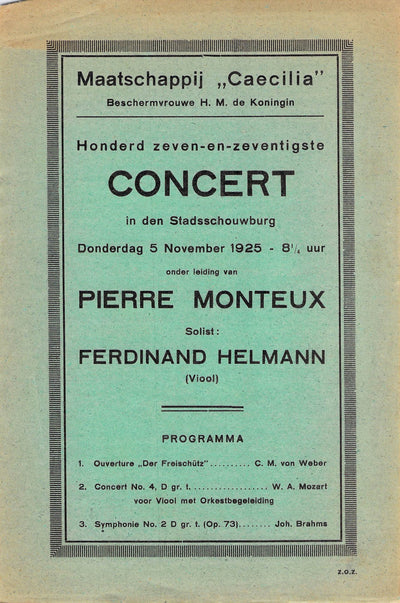 Maatschappij „Caecilia"
Beschermvrouwe H. M. de Koningin
Honderd zeven-en-zeventigste
CONCERT
in den Stadsschouwburg
Donderdag 5 November 1925 - 8¼ uur
onder leiding van
PIERRE MONTEUX
Solist:
FERDINAND HELMANN
(Viool)
PROGRAMMA
1. Ouverture „Der Freischütz".......... C. M. von Weber
2. Concert No. 4, D gr. t................... W. A. Mozart
voor Viool met Orkestbegeleiding
3. Symphonie No. 2 D gr. t. (Op. 73)....... Joh. Brahms
Z.O.Z.